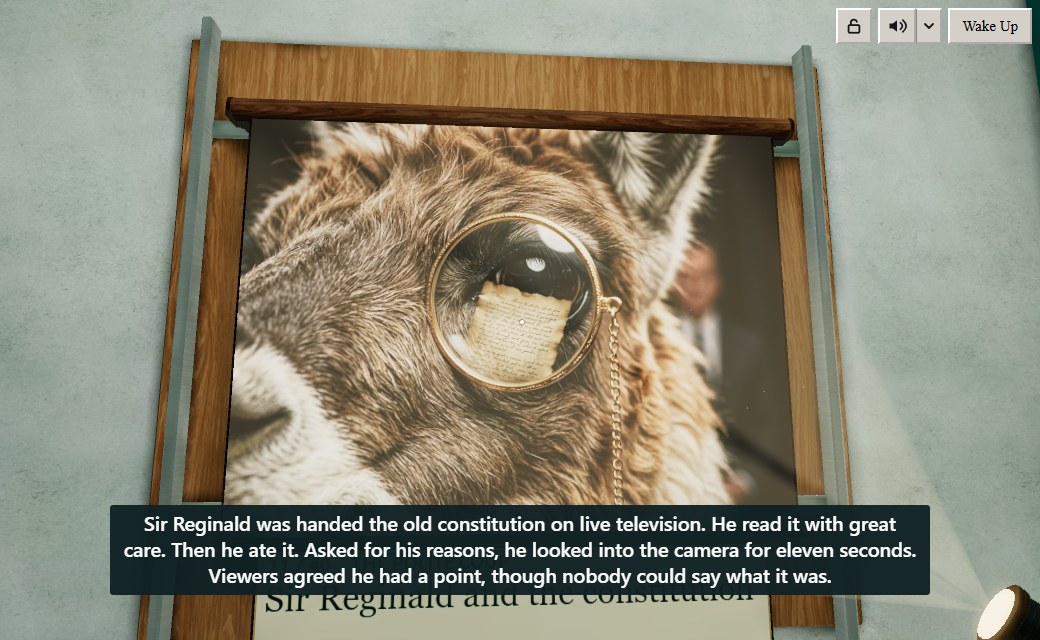 Wake Up
Sir Reginald was handed the old constitution on live television. He read it with great
care. Then he ate it. Asked for his reasons, he looked into the camera for eleven seconds.
Viewers agreed he had a point, though nobody could say what it was.
Sir Reginald and the constitution